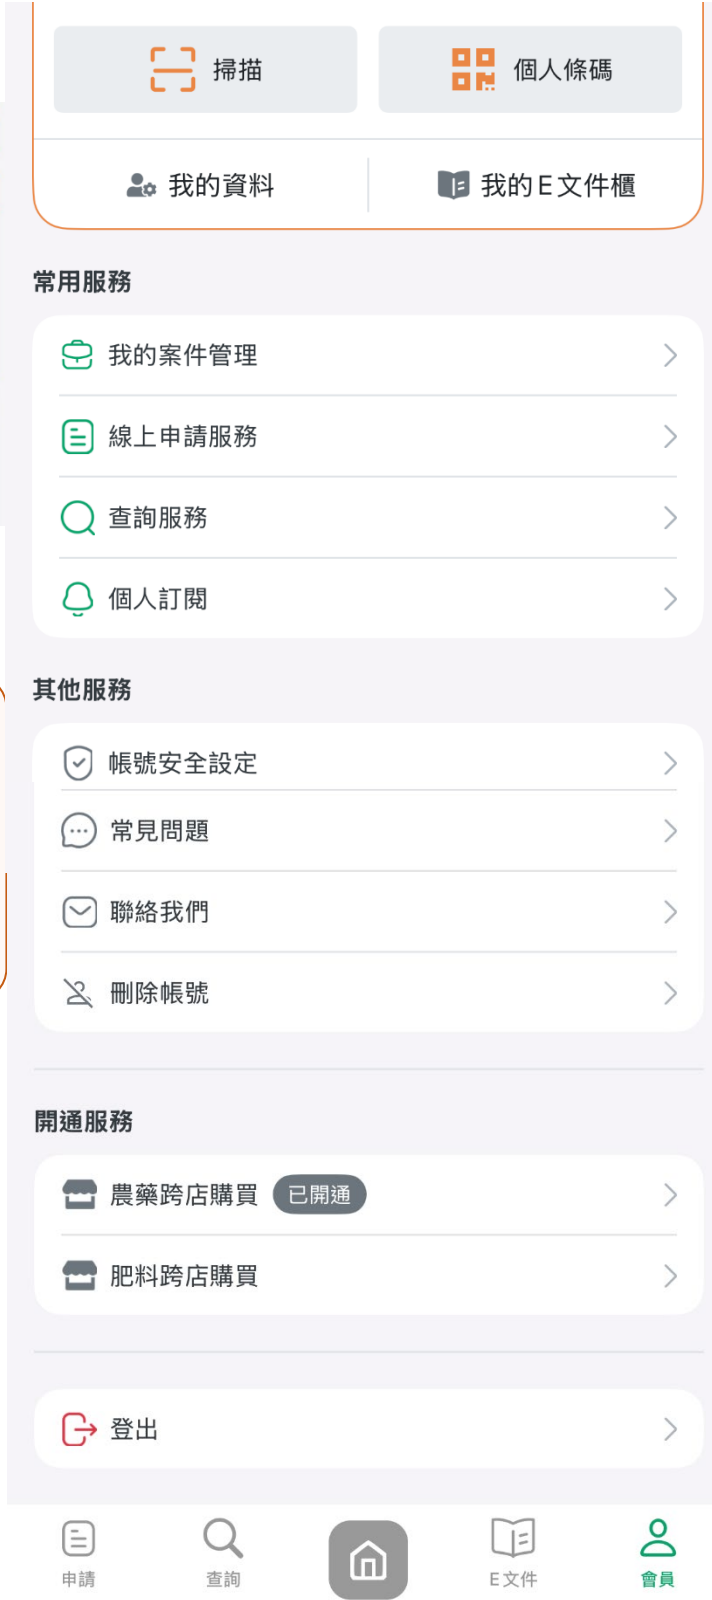 掃描
個人條碼
我的資料
我的E文件櫃
常用服務
我的案件管理
線上申請服務
查詢服務
個人訂閱
其他服務
帳號安全設定
常見問題
聯絡我們
刪除帳號
開通服務
農藥跨店購買 已開通
肥料跨店購買
登出
申請
查詢
E文件
會員